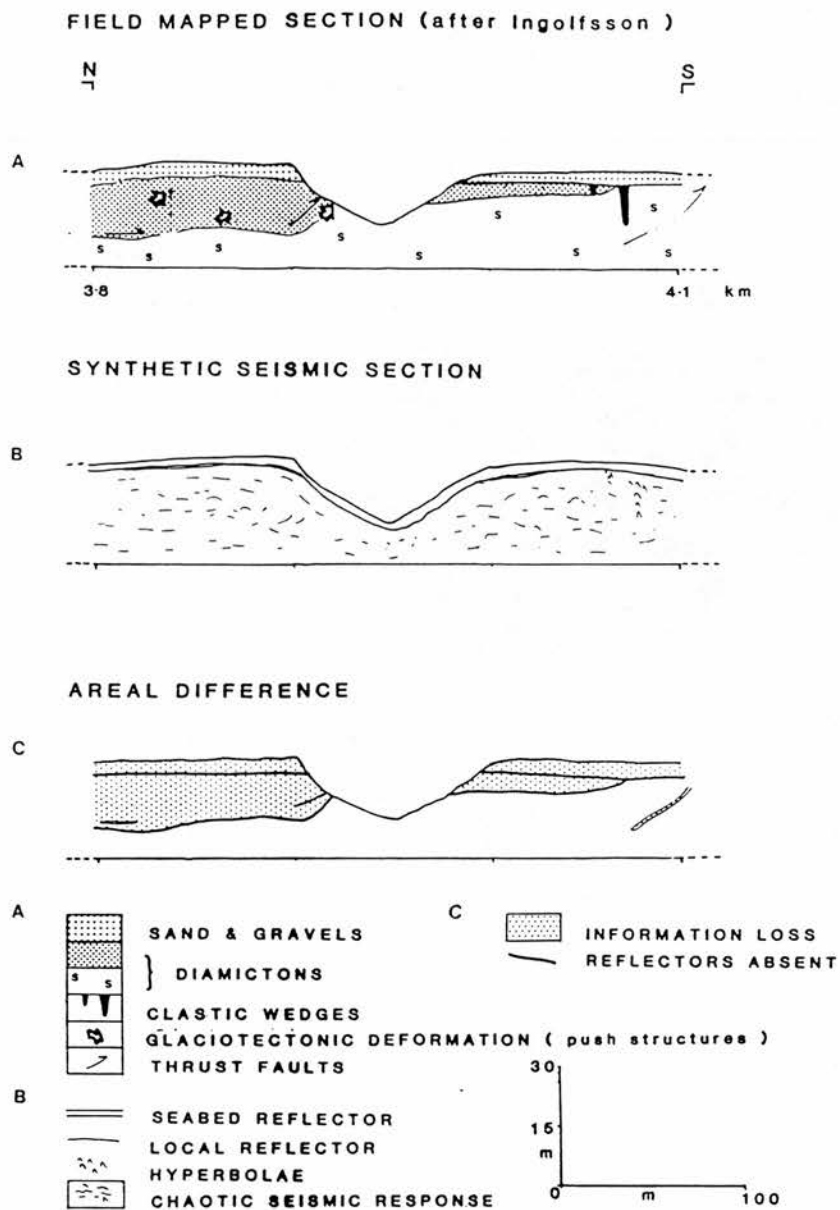 FIELD MAPPED SECTION (after Ingolfsson )
N S
A
s s s s s s s s s
3·8 4·1 km
SYNTHETIC SEISMIC SECTION
B
AREAL DIFFERENCE
C
A
SAND & GRAVELS
DIAMICTONS
s s
CLASTIC WEDGES
GLACIOTECTONIC DEFORMATION ( push structures )
THRUST FAULTS
B
SEABED REFLECTOR
LOCAL REFLECTOR
HYPERBOLAE
CHAOTIC SEISMIC RESPONSE
C
INFORMATION LOSS
REFLECTORS ABSENT
30
15
m
0 m 100